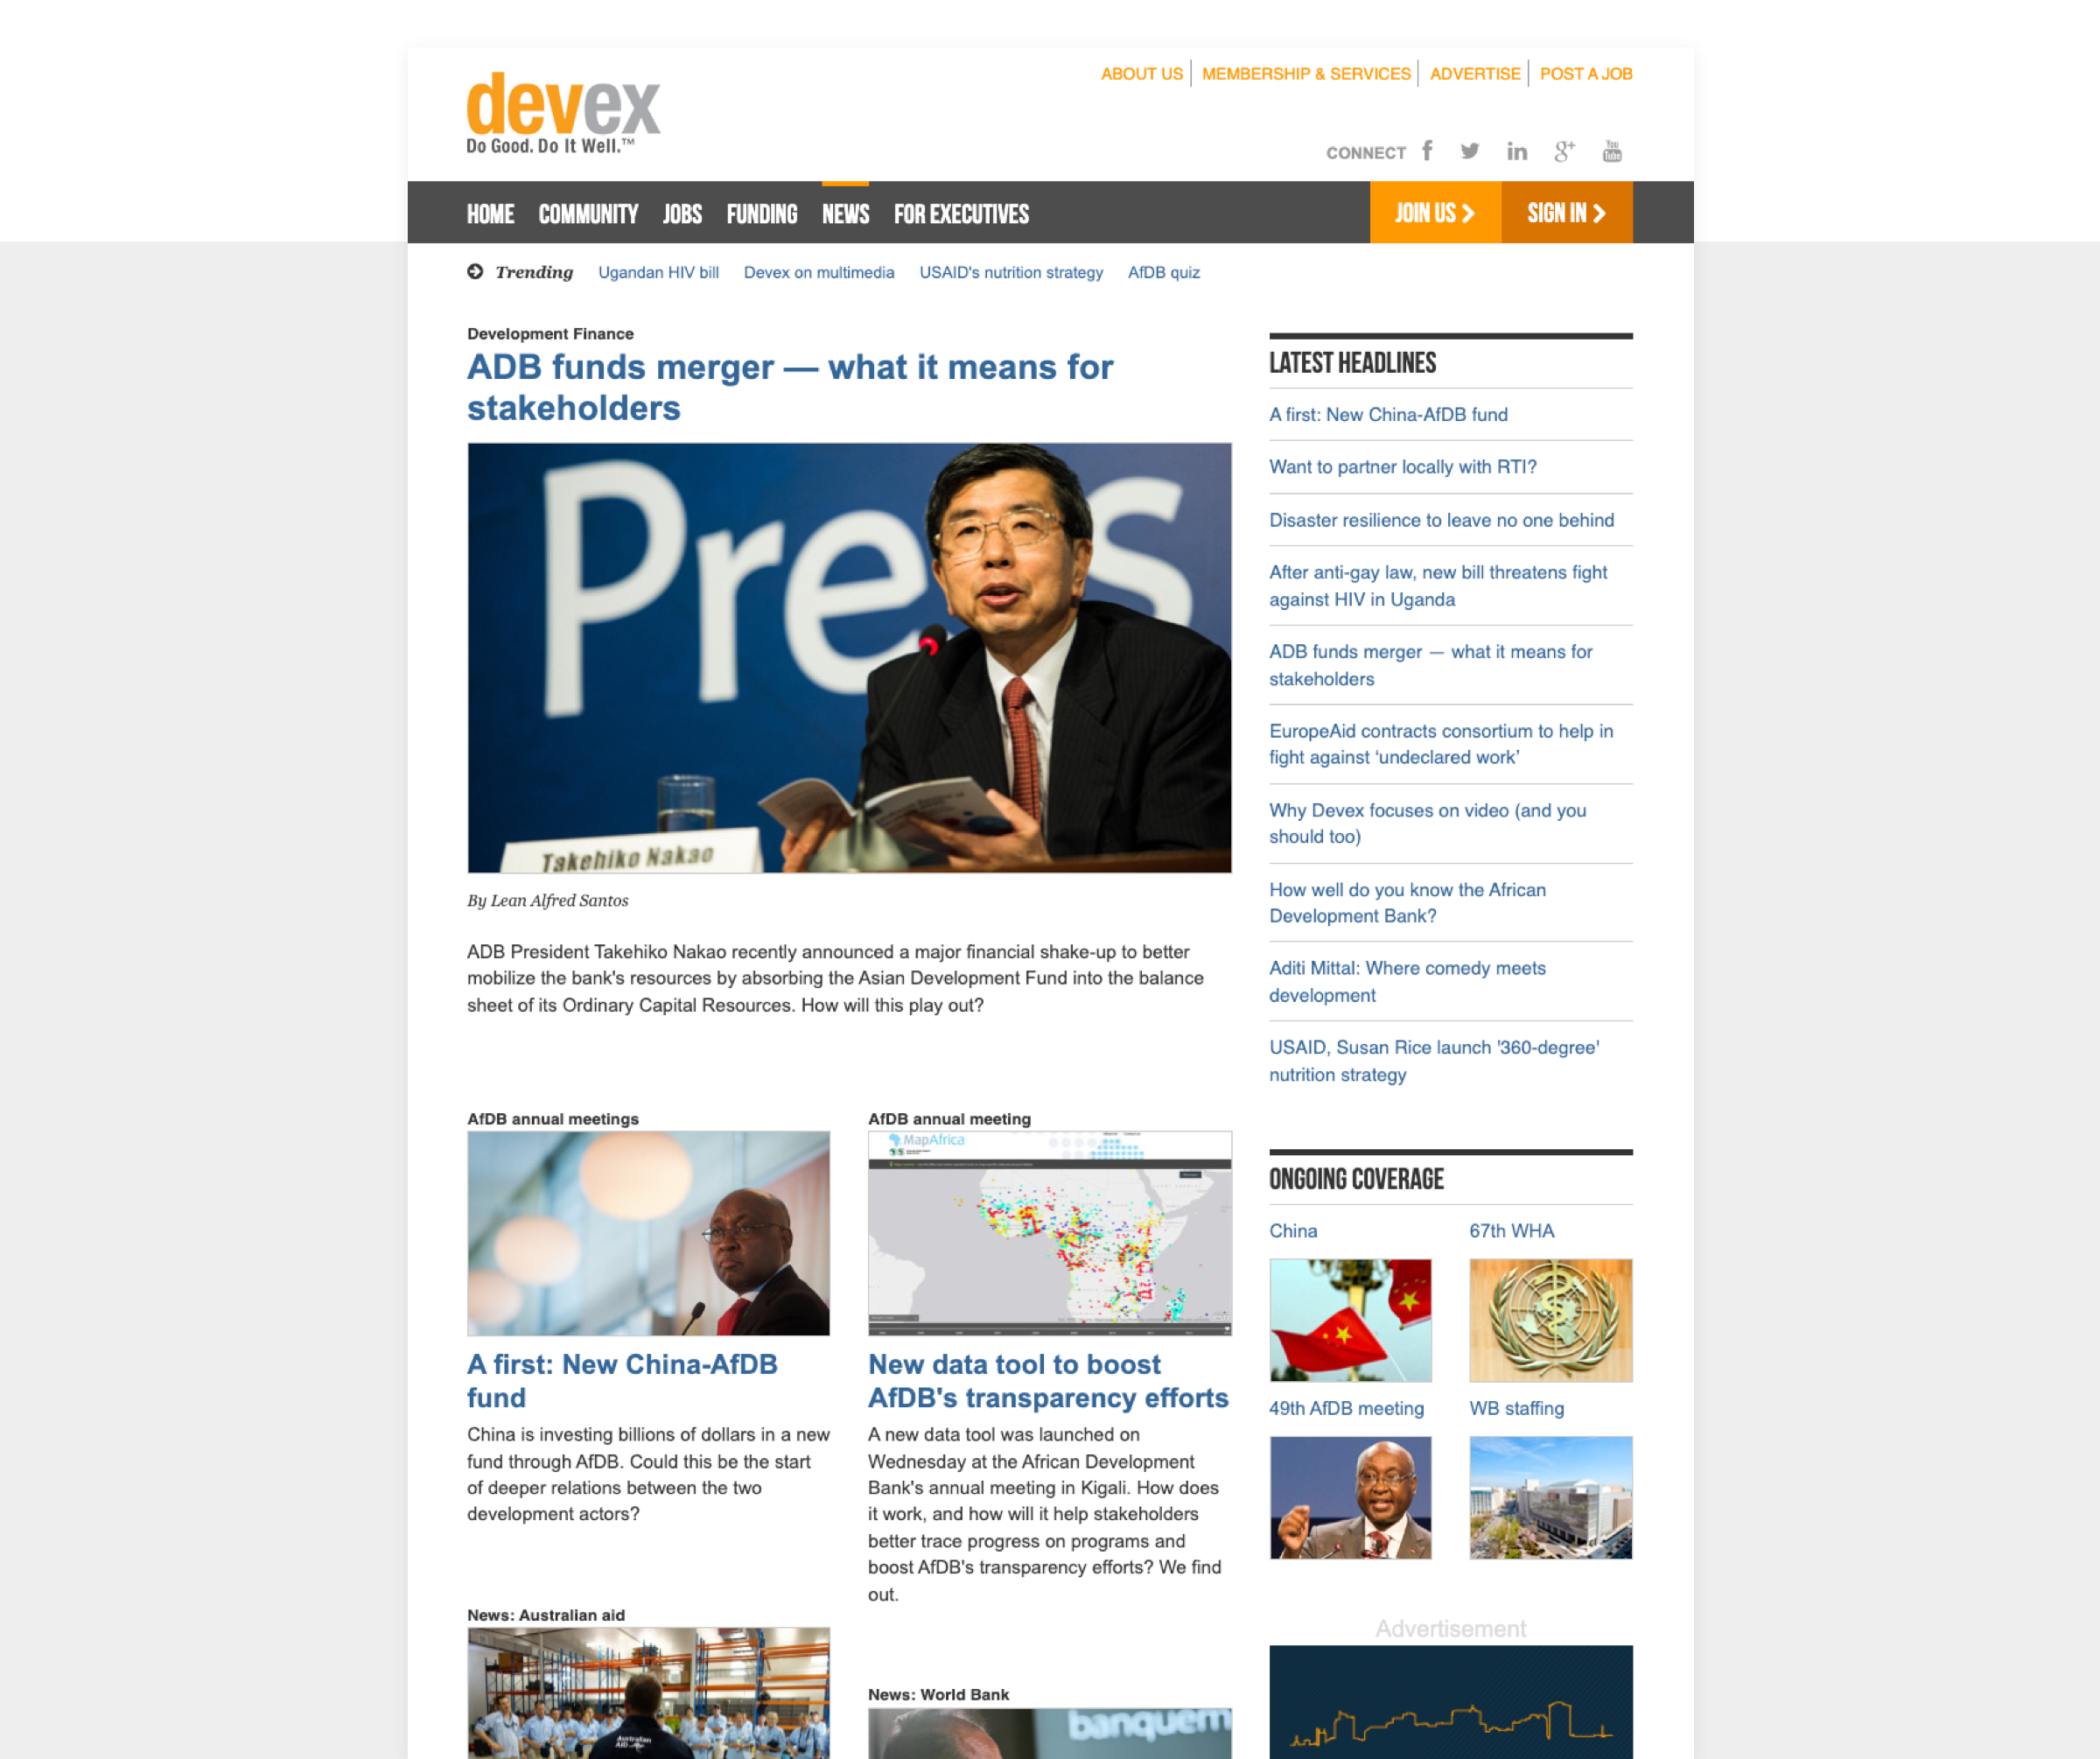 devex
Do Good. Do It Well.™
ABOUT US
MEMBERSHIP & SERVICES
ADVERTISE
POST A JOB
CONNECT
HOME
COMMUNITY
JOBS
FUNDING
NEWS
FOR EXECUTIVES
JOIN US
SIGN IN
Trending
Ugandan HIV bill
Devex on multimedia
USAID's nutrition strategy
AfDB quiz
Development Finance
ADB funds merger — what it means for
stakeholders
Takehiko Nakao
By Lean Alfred Santos
ADB President Takehiko Nakao recently announced a major financial shake-up to better
mobilize the bank's resources by absorbing the Asian Development Fund into the balance
sheet of its Ordinary Capital Resources. How will this play out?
AfDB annual meetings
A first: New China-AfDB
fund
China is investing billions of dollars in a new
fund through AfDB. Could this be the start
of deeper relations between the two
development actors?
News: Australian aid
Australian
AID
AfDB annual meeting
MapAfrica
New data tool to boost
AfDB's transparency efforts
A new data tool was launched on
Wednesday at the African Development
Bank's annual meeting in Kigali. How does
it work, and how will it help stakeholders
better trace progress on programs and
boost AfDB's transparency efforts? We find
out.
News: World Bank
LATEST HEADLINES
A first: New China-AfDB fund
Want to partner locally with RTI?
Disaster resilience to leave no one behind
After anti-gay law, new bill threatens fight
against HIV in Uganda
ADB funds merger — what it means for
stakeholders
EuropeAid contracts consortium to help in
fight against ‘undeclared work’
Why Devex focuses on video (and you
should too)
How well do you know the African
Development Bank?
Aditi Mittal: Where comedy meets
development
USAID, Susan Rice launch '360-degree'
nutrition strategy
ONGOING COVERAGE
China
67th WHA
49th AfDB meeting
WB staffing
Advertisement